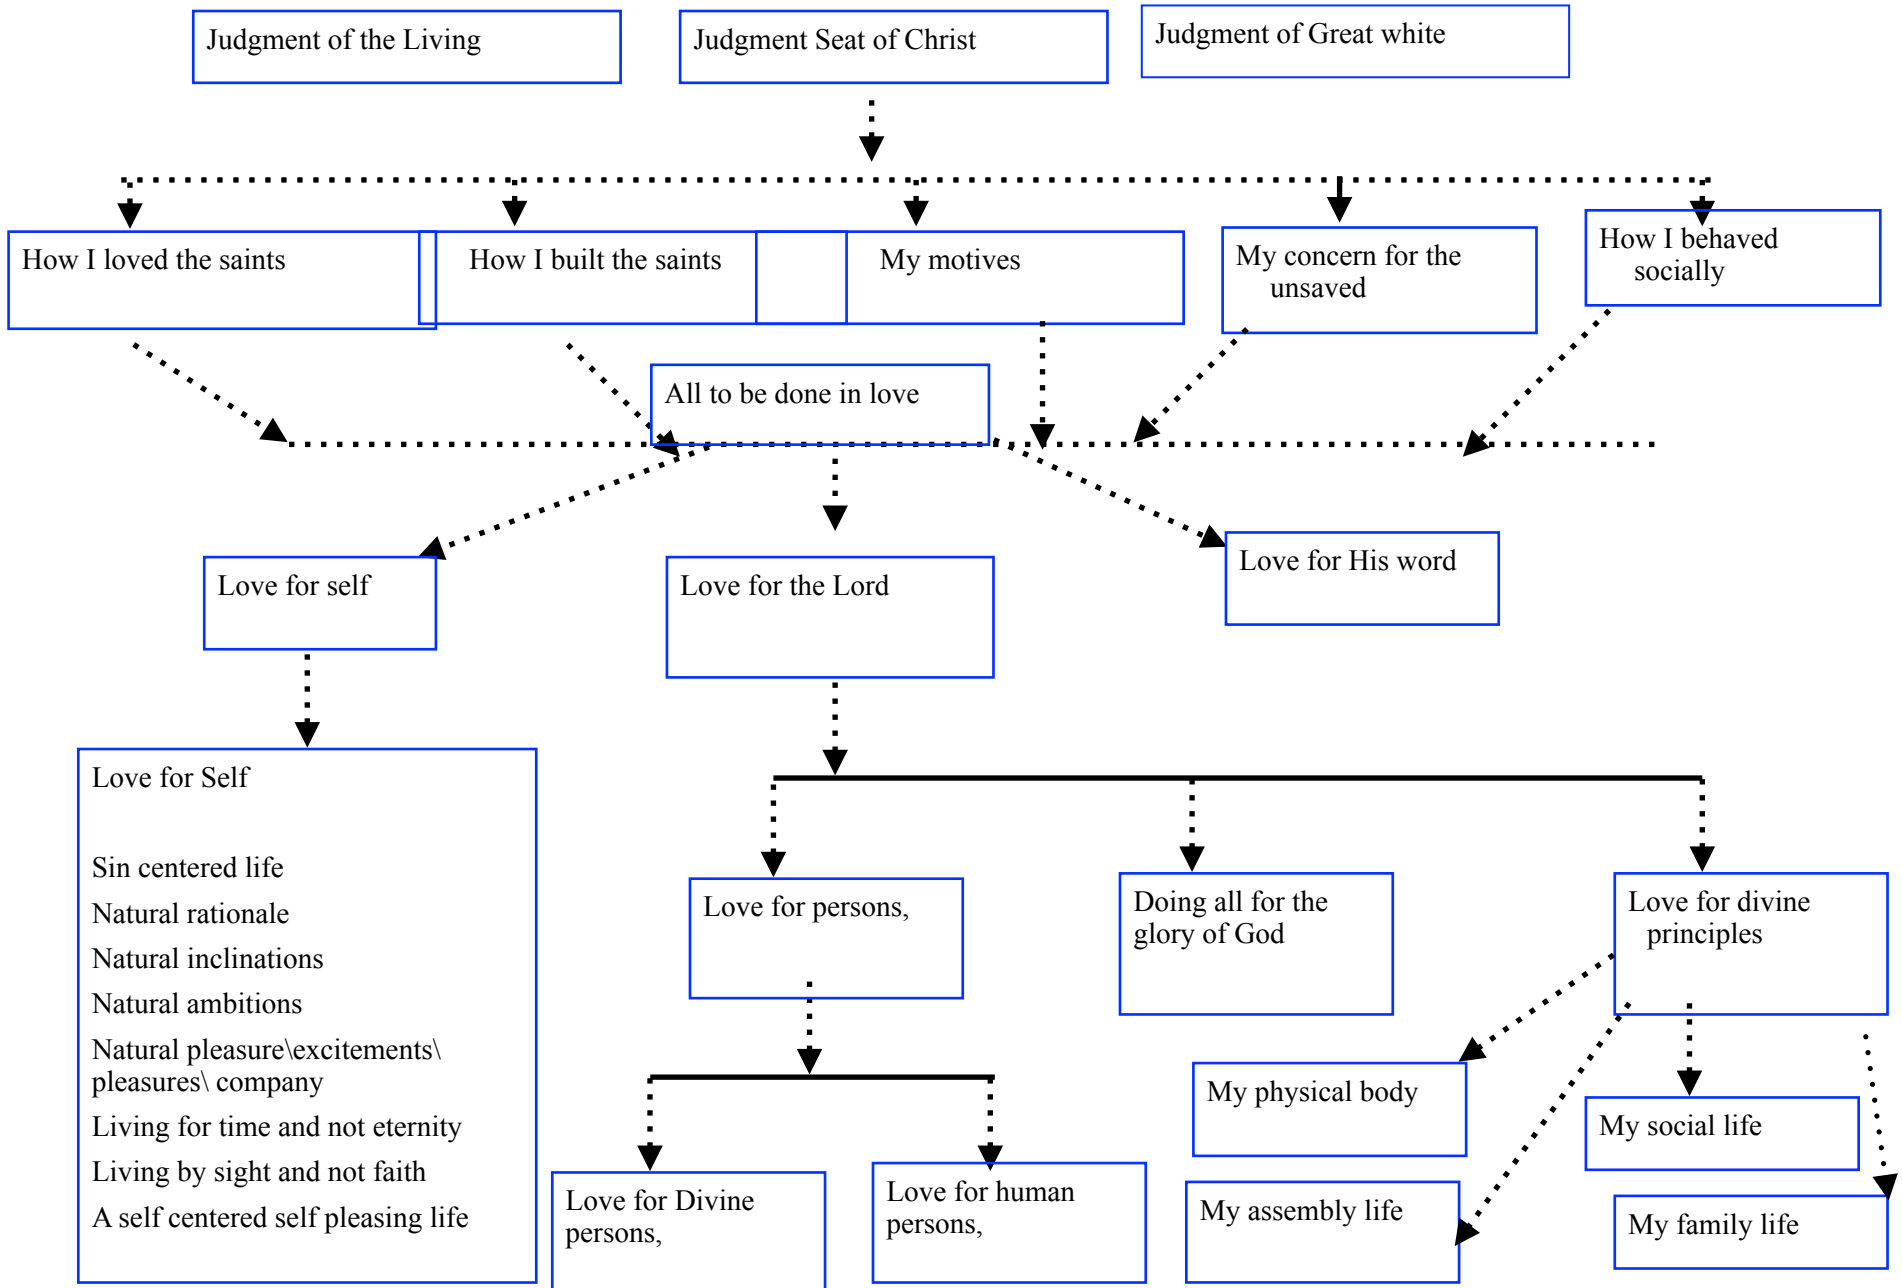 Judgment of the Living
Judgment Seat of Christ
Judgment of Great white
How I loved the saints
How I built the saints
My motives
My concern for the
unsaved
How I behaved
socially
All to be done in love
Love for self
Love for the Lord
Love for His word
Love for Self
Sin centered life
Natural rationale
Natural inclinations
Natural ambitions
Natural pleasure\excitements\
pleasures\ company
Living for time and not eternity
Living by sight and not faith
A self centered self pleasing life
Love for persons,
Doing all for the
glory of God
Love for divine
principles
Love for Divine
persons,
Love for human
persons,
My physical body
My social life
My assembly life
My family life